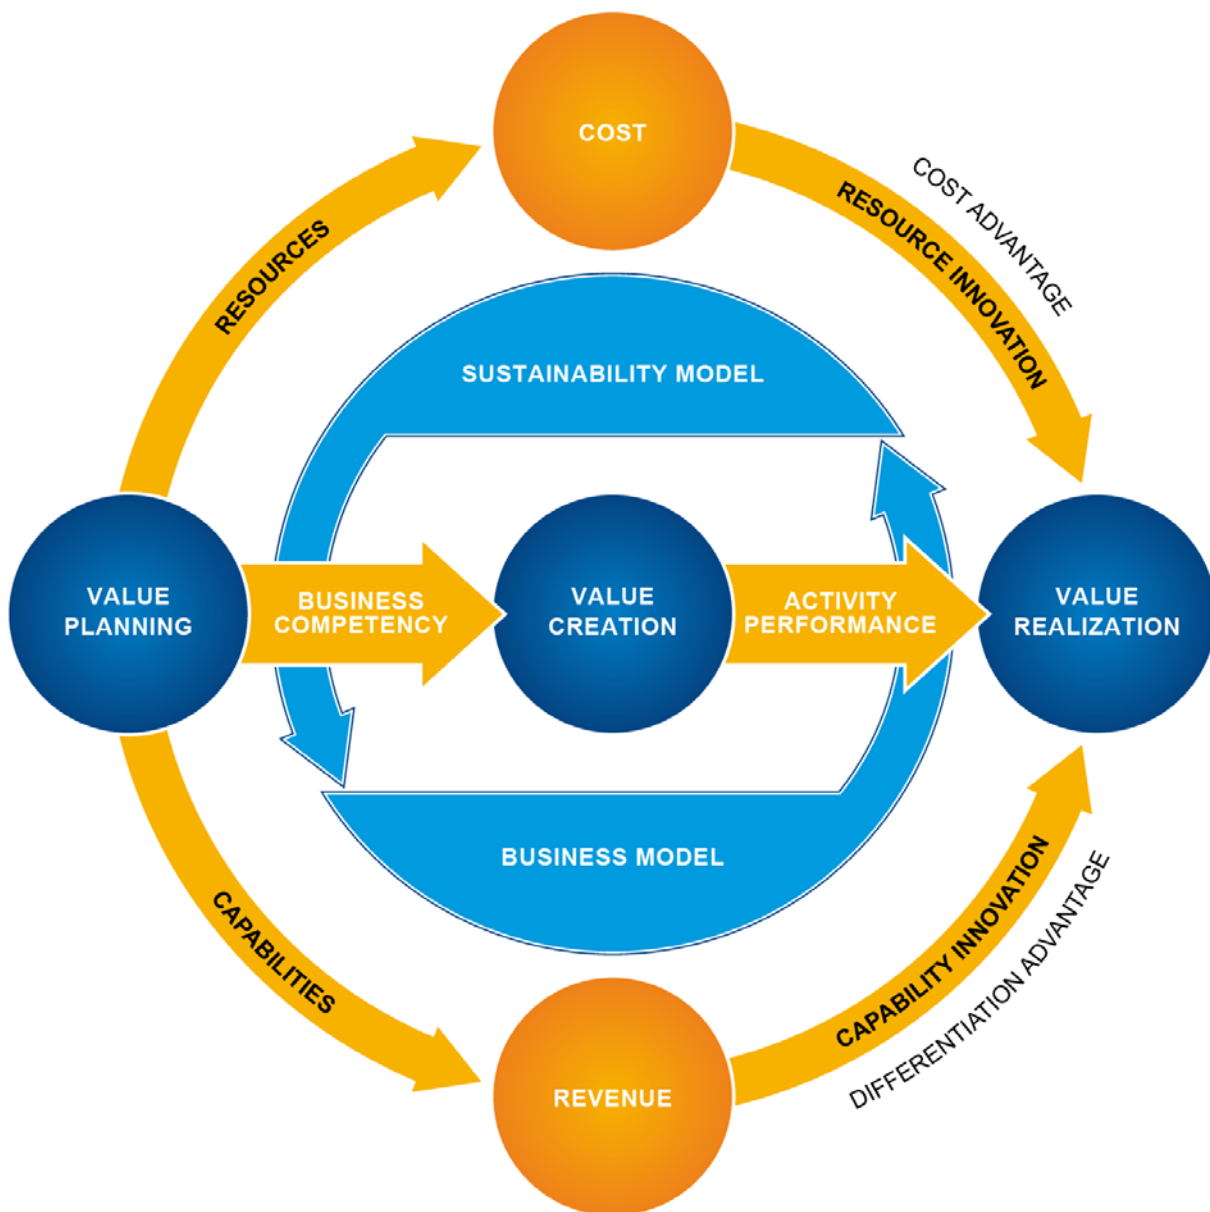 COST
RESOURCES
RESOURCE INNOVATION
COST ADVANTAGE
SUSTAINABILITY MODEL
VALUE
PLANNING
BUSINESS
COMPETENCY
VALUE
CREATION
ACTIVITY
PERFORMANCE
VALUE
REALIZATION
BUSINESS MODEL
CAPABILITIES
CAPABILITY INNOVATION
DIFFERENTIATION ADVANTAGE
REVENUE